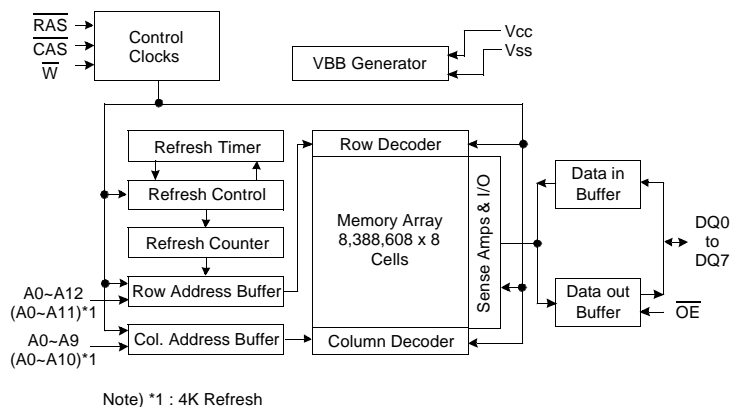 RAS
CAS
W
Control
Clocks
VBB Generator
Vcc
Vss
Refresh Timer
Refresh Control
Refresh Counter
Row Address Buffer
Col. Address Buffer
A0~A12
(A0~A11)*1
A0~A9
(A0~A10)*1
Row Decoder
Memory Array
8,388,608 x 8
Cells
Column Decoder
Sense Amps & I/O
Data in
Buffer
Data out
Buffer
DQ0
to
DQ7
OE
Note) *1 : 4K Refresh